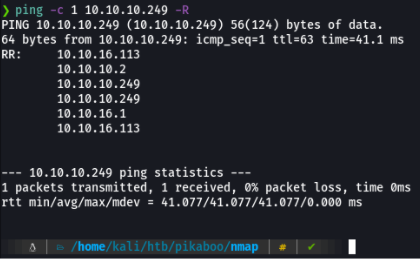 ❯ ping -c 1 10.10.10.249 -R
PING 10.10.10.249 (10.10.10.249) 56(124) bytes of data.
64 bytes from 10.10.10.249: icmp_seq=1 ttl=63 time=41.1 ms
RR:     10.10.16.113
        10.10.10.2
        10.10.10.249
        10.10.10.249
        10.10.16.1
        10.10.16.113

--- 10.10.10.249 ping statistics ---
1 packets transmitted, 1 received, 0% packet loss, time 0ms
rtt min/avg/max/mdev = 41.077/41.077/41.077/0.000 ms
/home/kali/htb/pikaboo/nmap | # | ✔